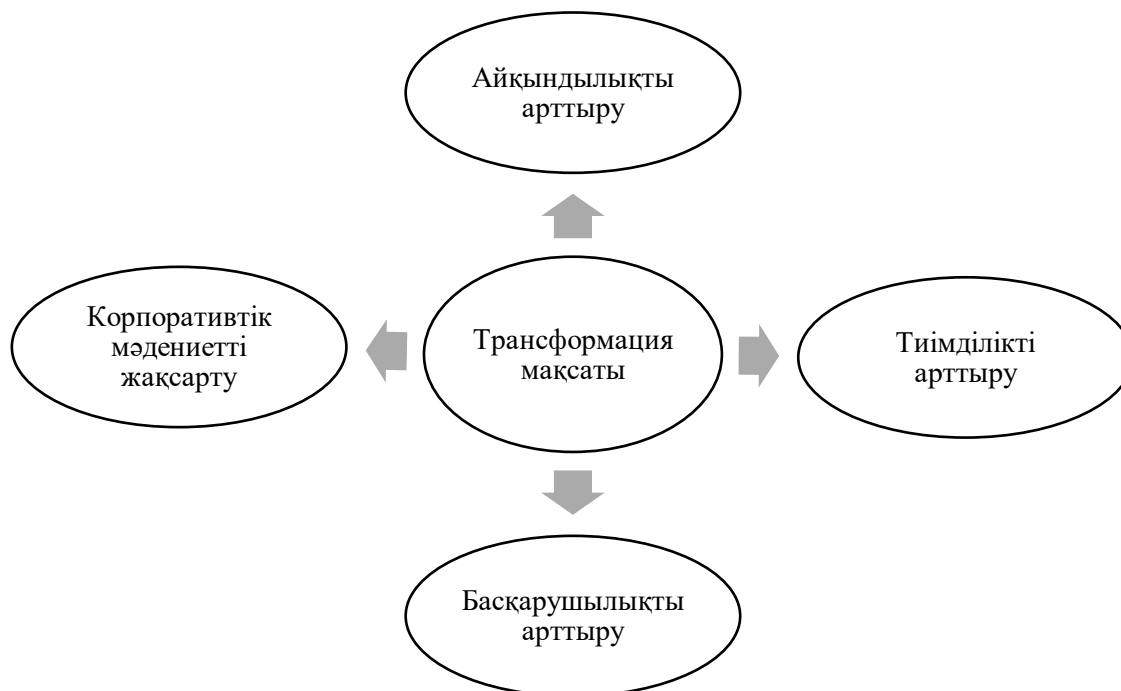 Айқындылықты
арттыру
Корпоративтік
мәдениетті
жақсарту
Трансформация
мақсаты
Тиімділікті
арттыру
Басқарушылықты
арттыру